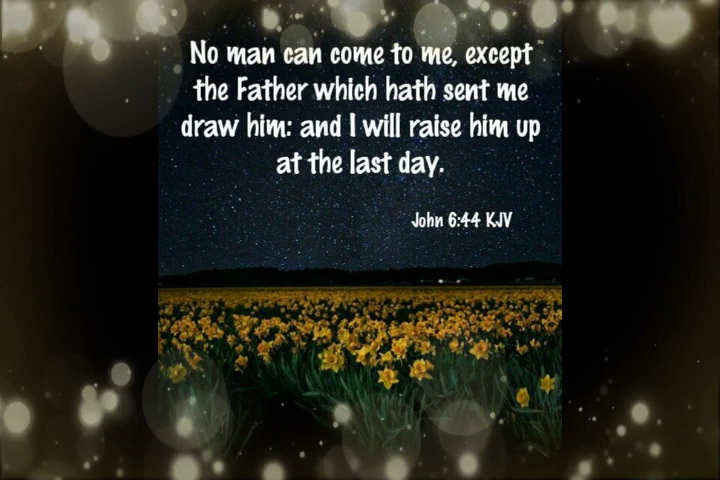 No man can come to me, except
the Father which hath sent me
draw him: and I will raise him up
at the last day.
John 6:44 KJV